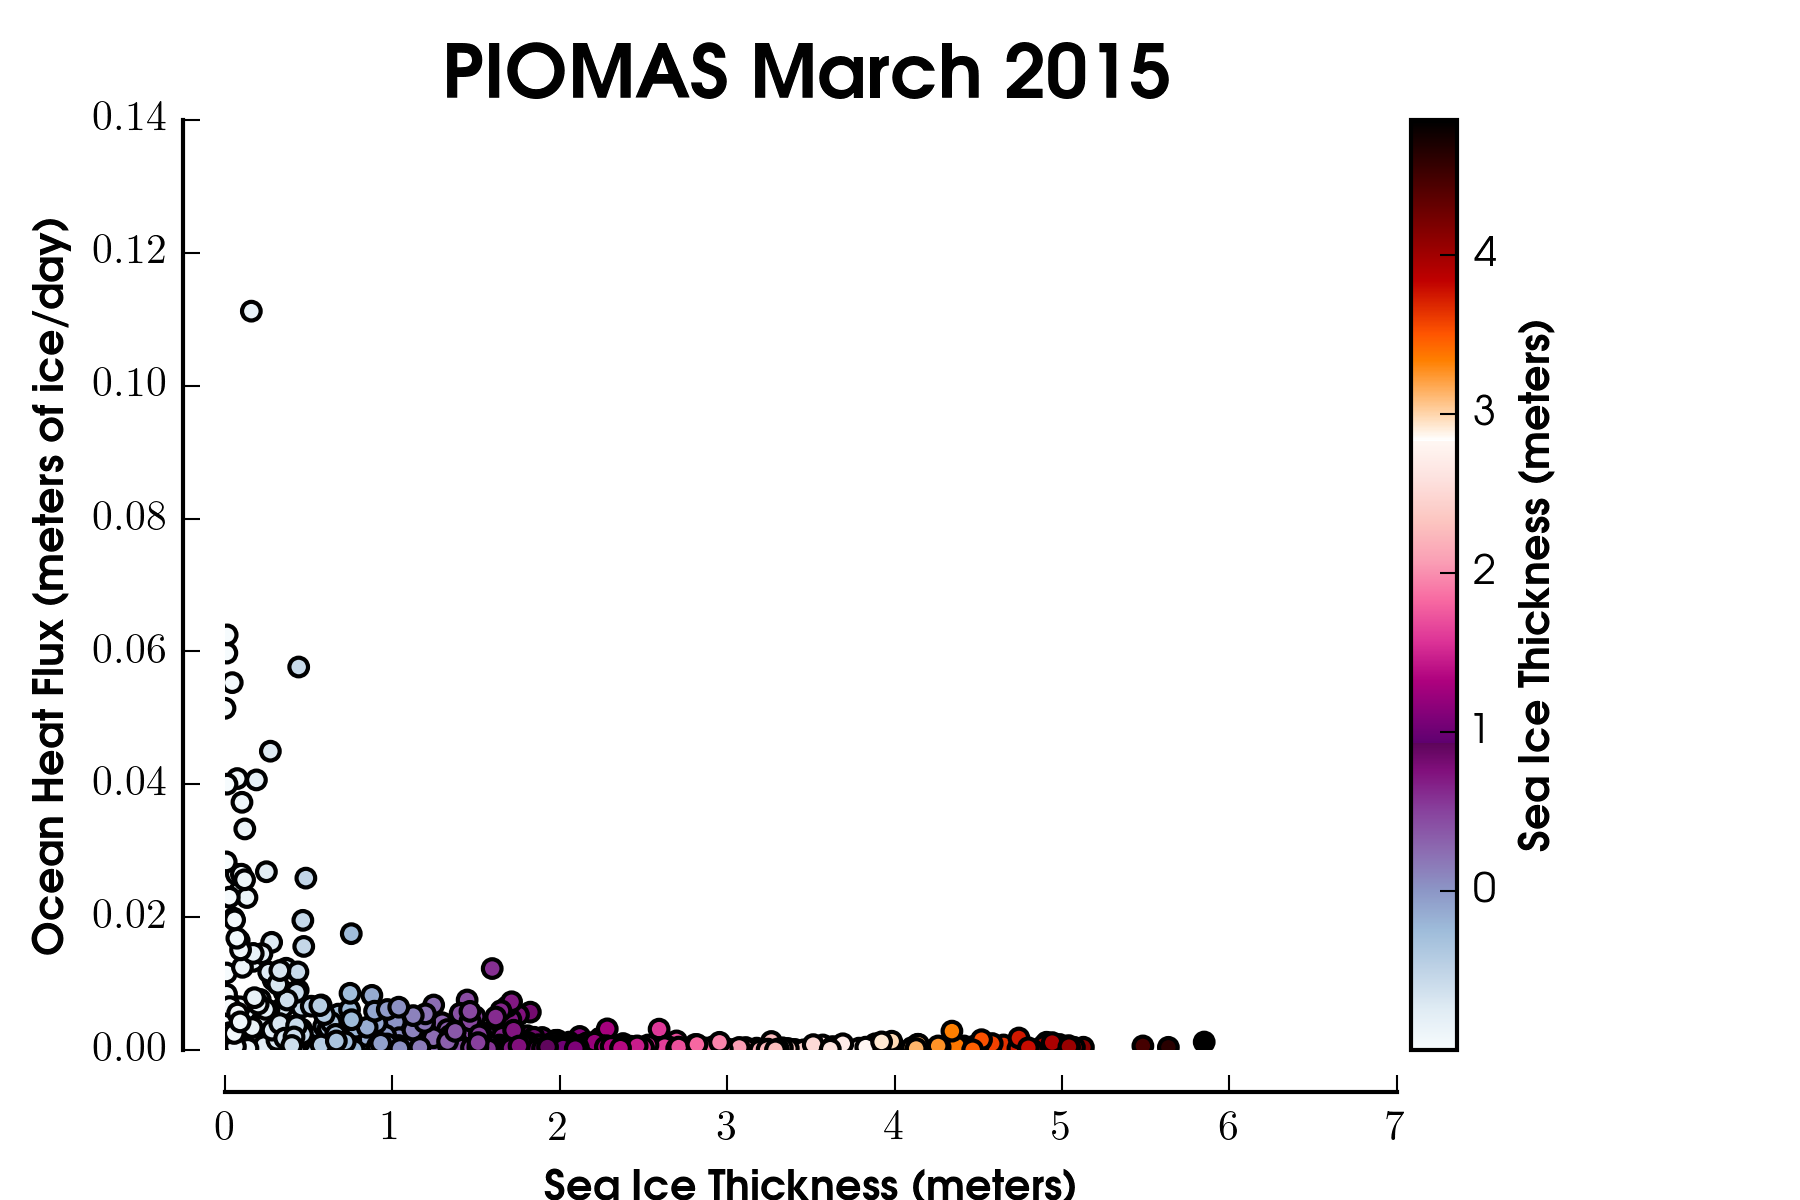 PIOMAS March 2015
Ocean Heat Flux (meters of ice/day)
0.14
0.12
0.10
0.08
0.06
0.04
0.02
0.00
0 1 2 3 4 5 6 7
Sea Ice Thickness (meters)
4
3
2
1
0
Sea Ice Thickness (meters)